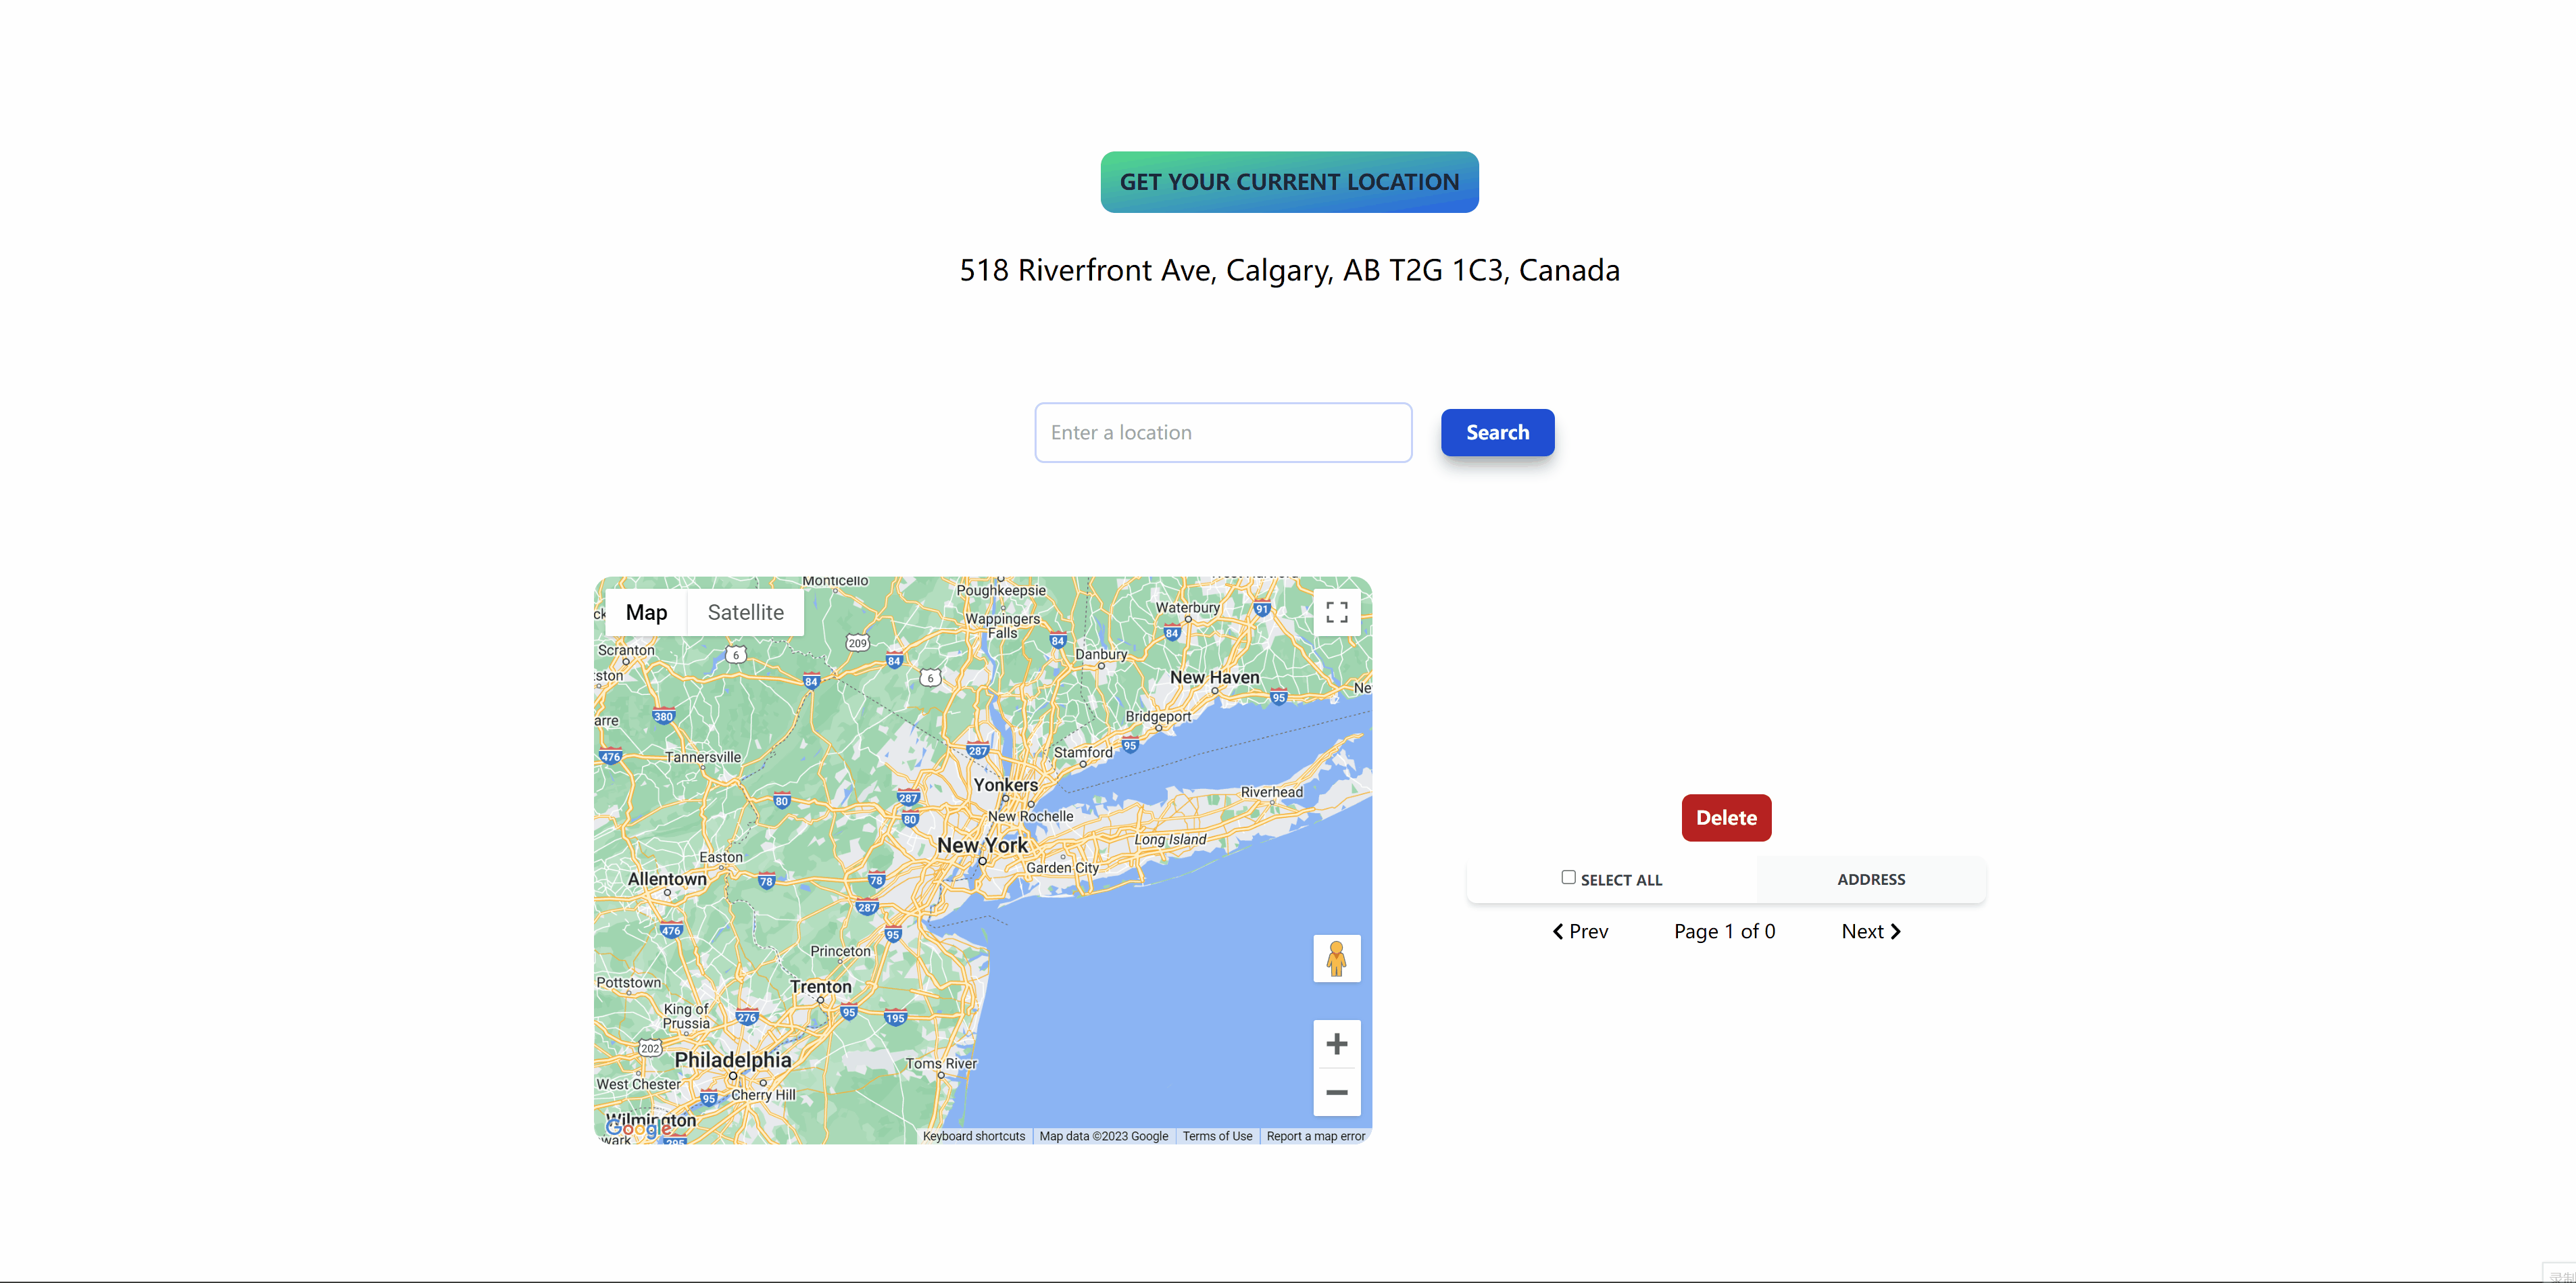 GET YOUR CURRENT LOCATION
518 Riverfront Ave, Calgary, AB T2G 1C3, Canada
Enter a location
Search
Map
Satellite
Monticello
Poughkeepsie
Wappingers
Falls
Waterbury
91
84
84
209
84
6
6
84
Scranton
Danbury
New Haven
95
380
Bridgeport
95
Stamford
287
476
Tannersville
Yonkers
Riverhead
80
287
80
New Rochelle
Long Island
New York
Garden City
Easton
Allentown
78
78
287
95
476
Princeton
Pottstown
Trenton
King of
Prussia
276
95
195
202
Philadelphia
Toms River
West Chester
Cherry Hill
95
Wilmington
Google
Keyboard shortcuts
Map data ©2023 Google
Terms of Use
Report a map error
Delete
SELECT ALL
ADDRESS
Prev
Page 1 of 0
Next